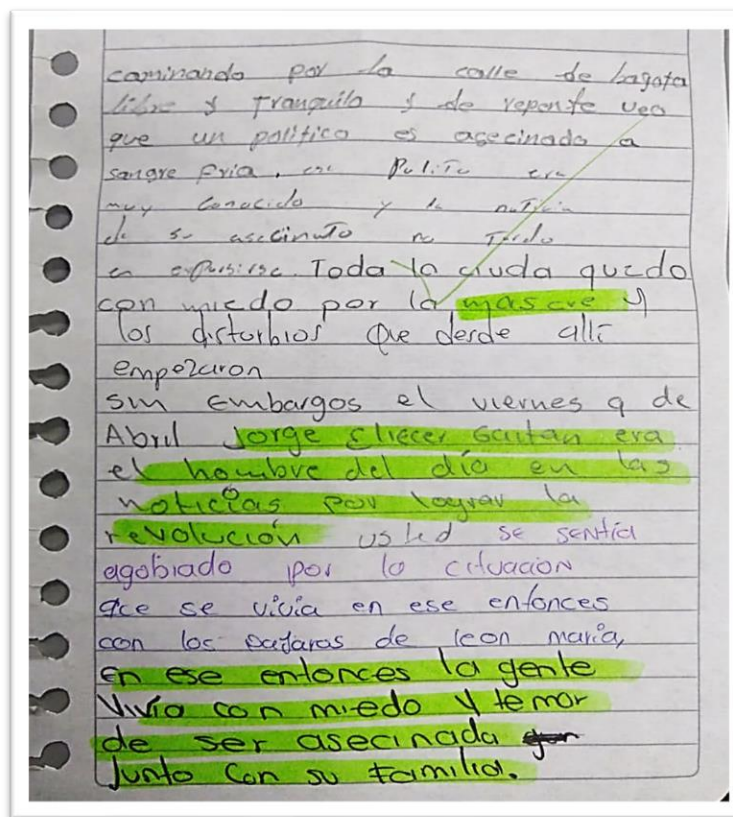 caminando por la calle de bagota
libre y tranquilo y de repente veo
que un politico es asecinado a
sangre fria, ese Politico era
muy conocido y la noticia
de su asecinato no Tardo
en expandirse. Toda la ciuda quedo
con miedo por la mascre y
los disturbios que desde alli
empezaron
sin Embargos el viernes 9 de
Abril Jorge Eliecer Gaitan era
el hombre del dia en las
noticias por lograr la
revolución usted se sentia
agobiado por la cituacion
que se vivia en ese entonces
con los pajaros de leon maria,
en ese entonces la gente
vivia con miedo y temor
de ser asecinada
junto con su familia.